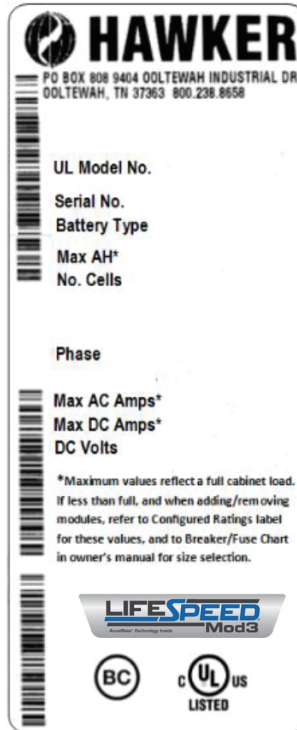 HAWKER
PO BOX 808 9404 OOLTEWAH INDUSTRIAL DR
OOLTEWAH, TN 37363 800.238.8658
UL Model No.
Serial No.
Battery Type
Max AH*
No. Cells
Phase
Max AC Amps*
Max DC Amps*
DC Volts
*Maximum values reflect a full cabinet load.
If less than full, and when adding/removing
modules, refer to Configured Ratings label
for these values, and to Breaker/Fuse Chart
in owner's manual for size selection.
LIFESPEED
Mod3
BC
C UL US
LISTED